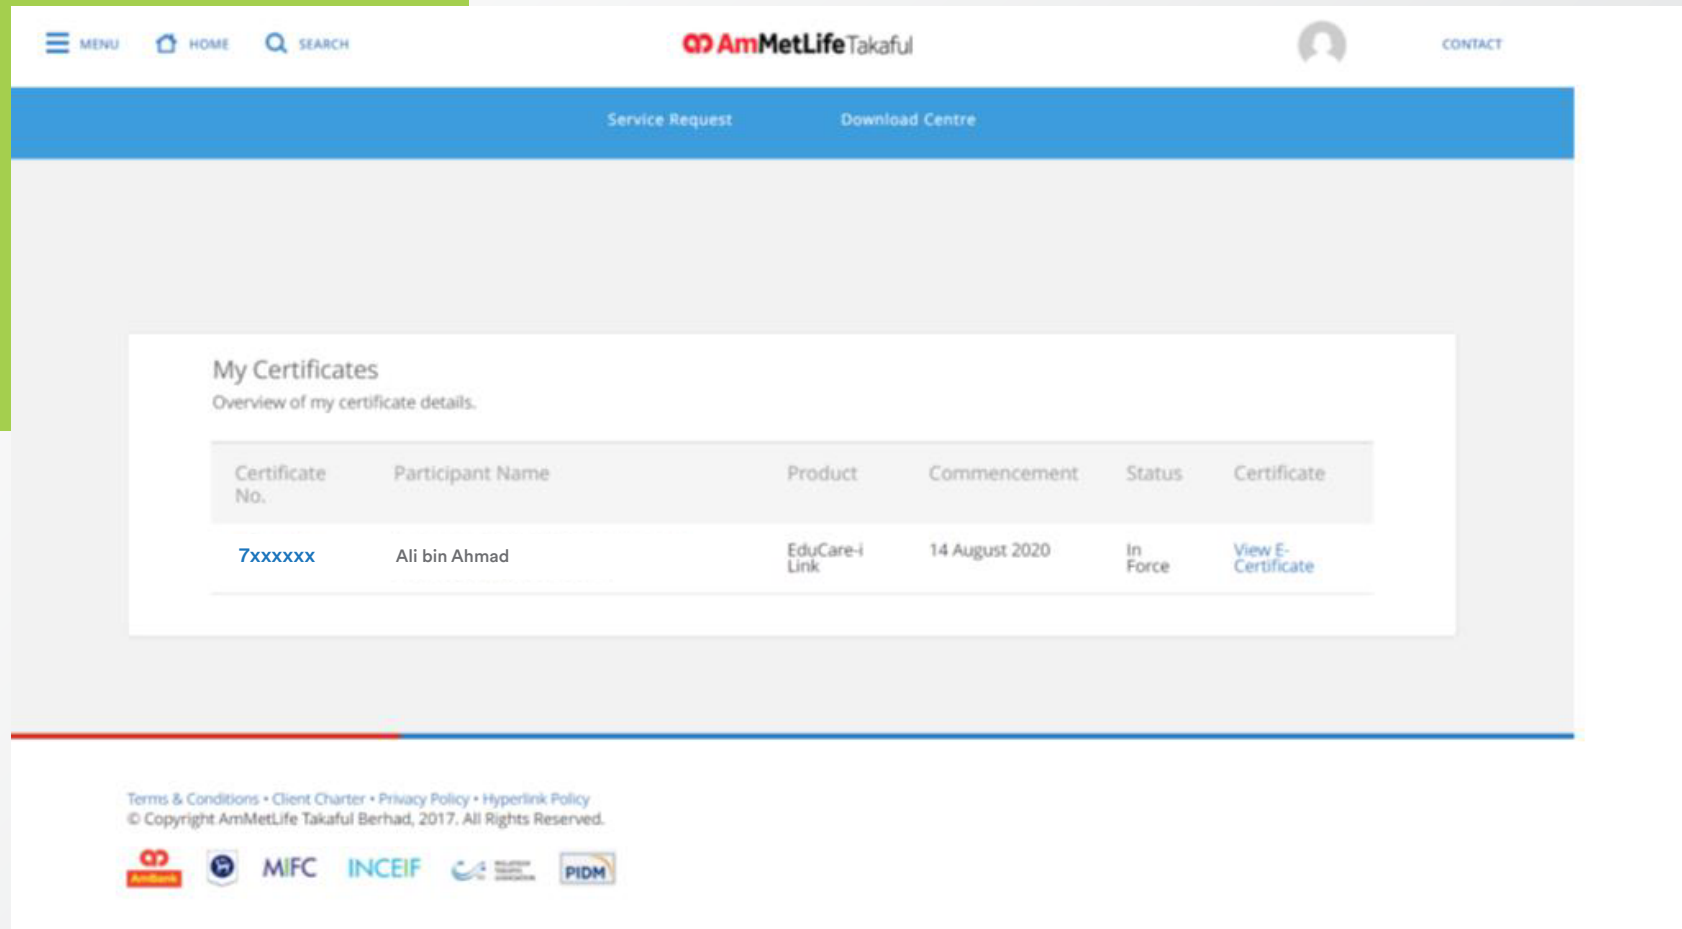 MENU HOME SEARCH AmMetLifeTakaful CONTACT
Service Request Download Centre
My Certificates
Overview of my certificate details.
Certificate No. Participant Name Product Commencement Status Certificate
7xxxxxx Ali bin Ahmad EduCare-i Link 14 August 2020 In Force View E-Certificate
Terms & Conditions • Client Charter • Privacy Policy • Hyperlink Policy
© Copyright AmMetLife Takaful Berhad, 2017. All Rights Reserved.
AmBank MIFC INCEIF PIDM